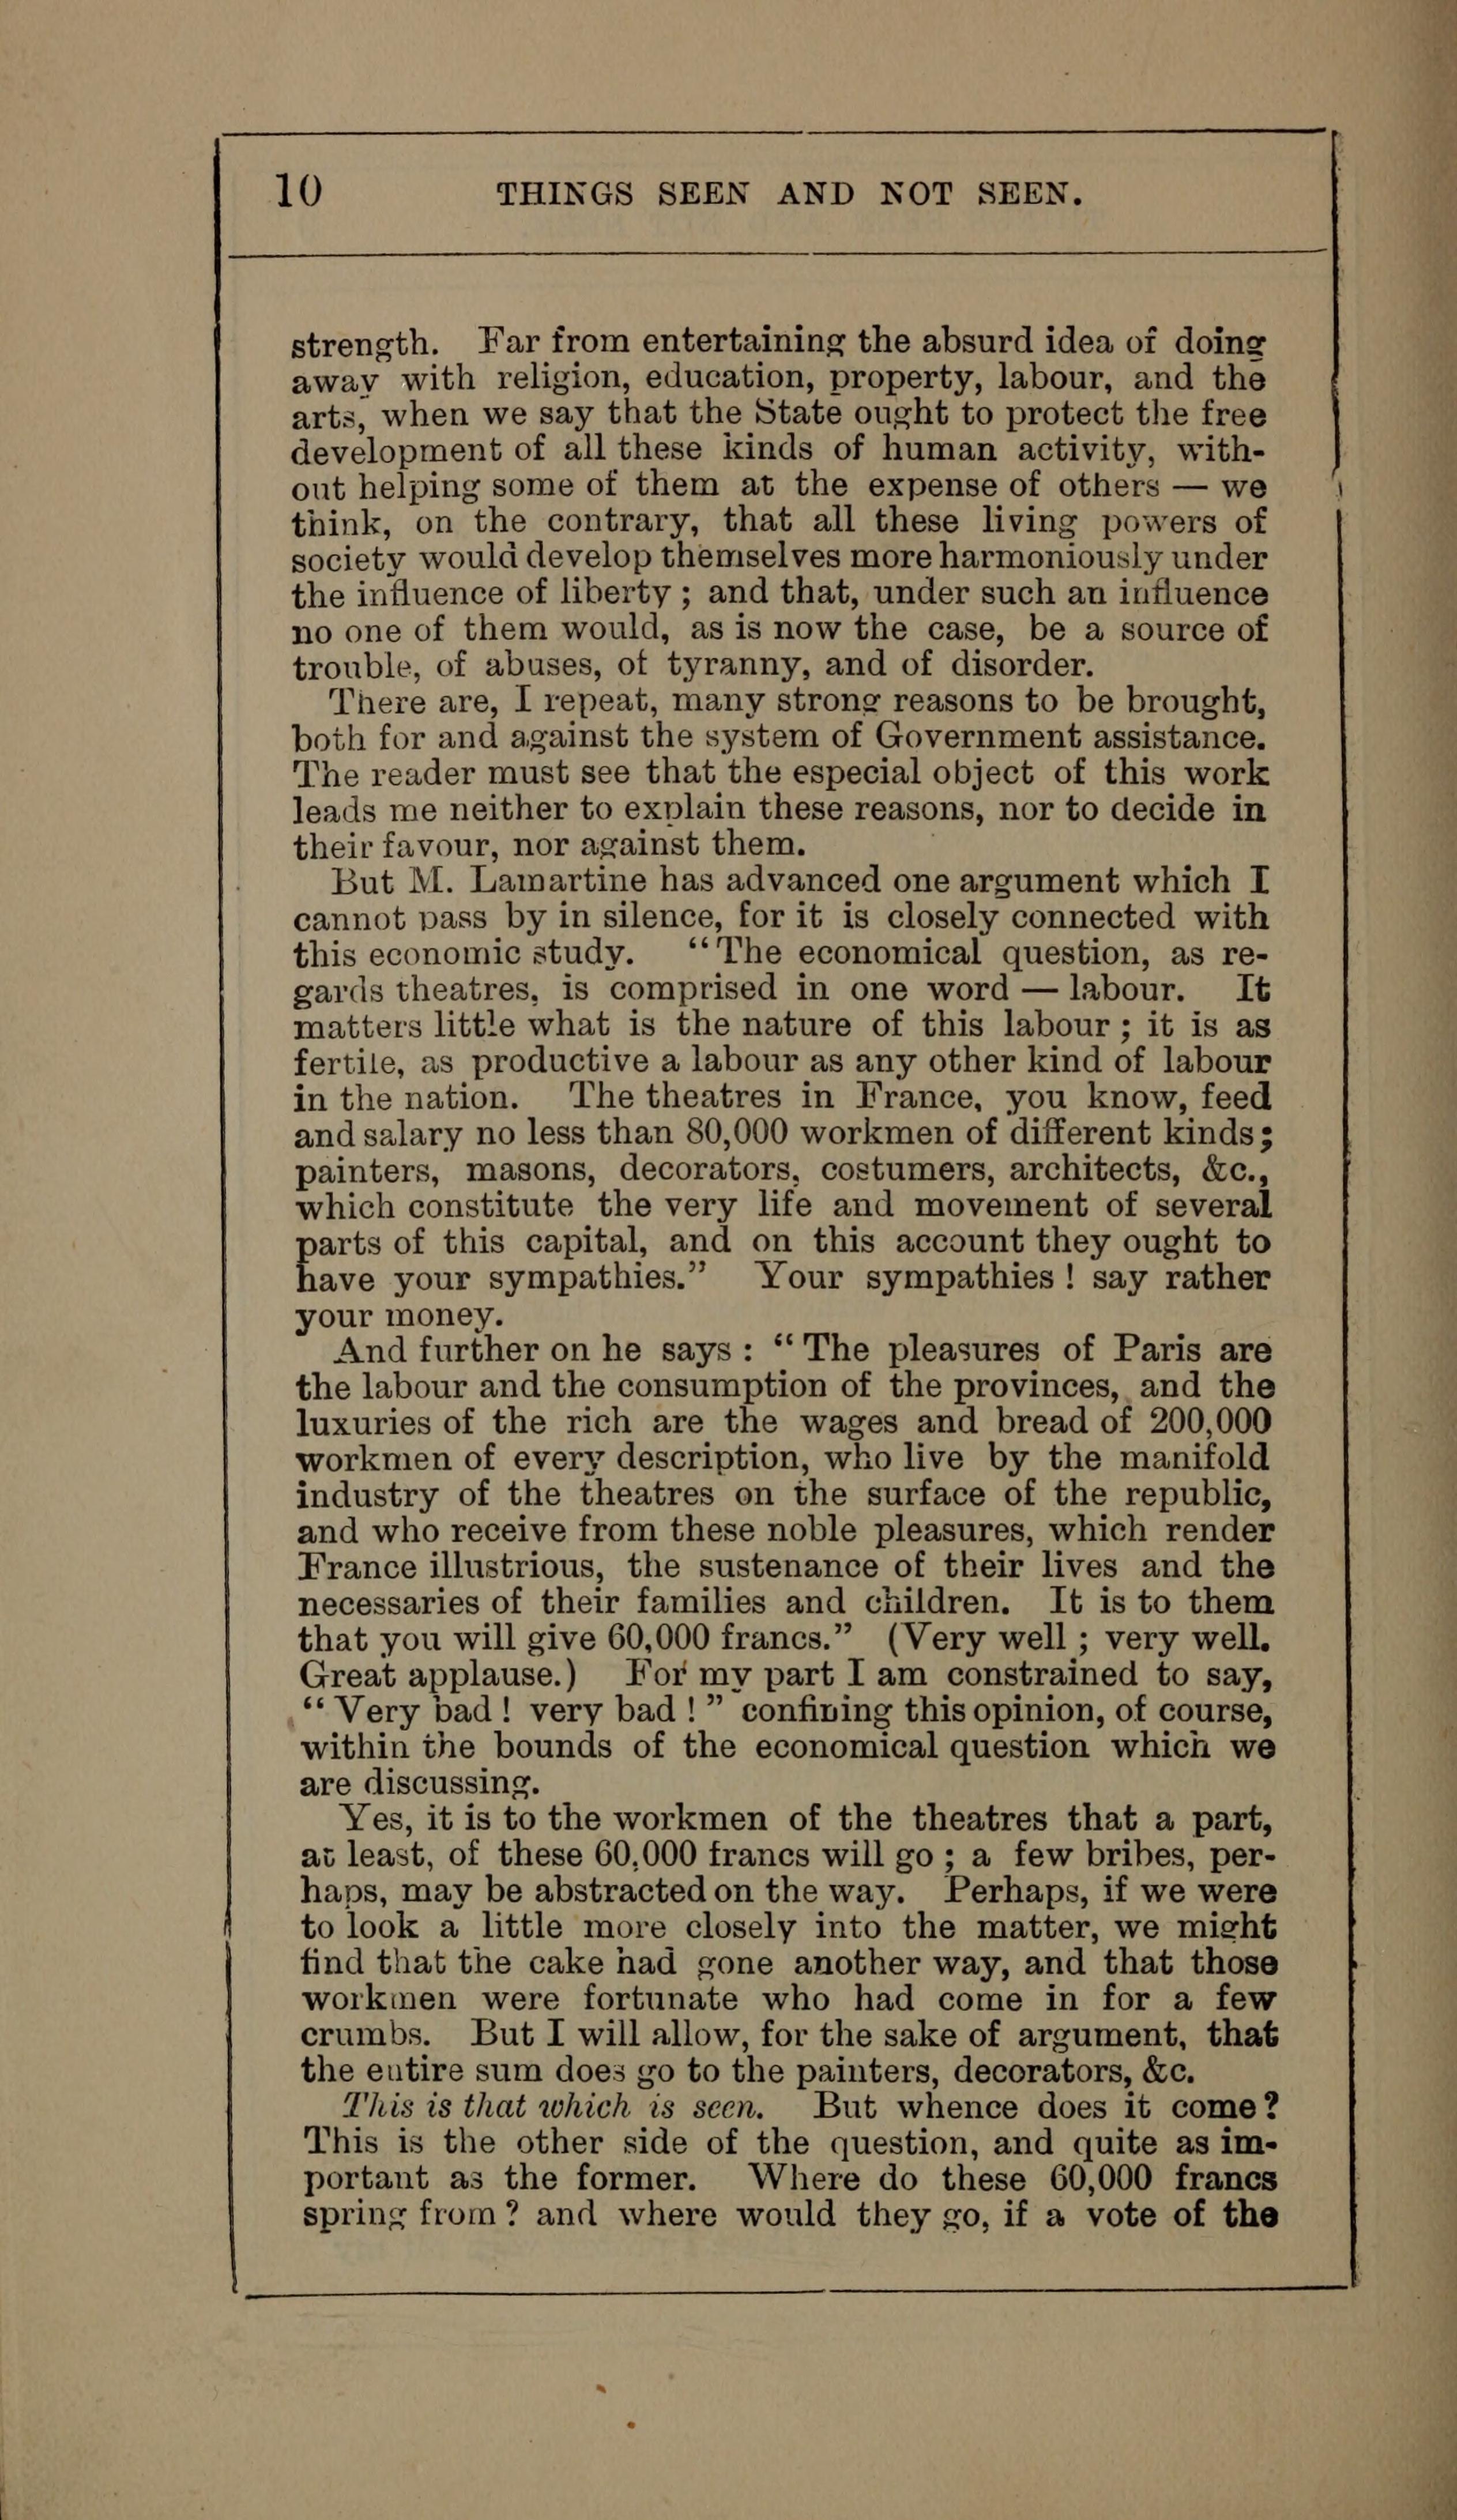 10 THINGS SEEN AND NOT SEEN.
strength. Far from entertaining the absurd idea of doing
away with religion, education, property, labour, and the
arts, when we say that the State ought to protect the free
development of all these kinds of human activity, with-
out helping some of them at the expense of others — we
think, on the contrary, that all these living powers of
society would develop themselves more harmoniously under
the influence of liberty ; and that, under such an influence
no one of them would, as is now the case, be a source of
trouble, of abuses, of tyranny, and of disorder.
There are, I repeat, many strong reasons to be brought,
both for and against the system of Government assistance.
The reader must see that the especial object of this work
leads me neither to explain these reasons, nor to decide in
their favour, nor against them.
But M. Lamartine has advanced one argument which I
cannot pass by in silence, for it is closely connected with
this economic study. “The economical question, as re-
gards theatres, is comprised in one word — labour. It
matters little what is the nature of this labour ; it is as
fertile, as productive a labour as any other kind of labour
in the nation. The theatres in France, you know, feed
and salary no less than 80,000 workmen of different kinds;
painters, masons, decorators, costumers, architects, &c.,
which constitute the very life and movement of several
parts of this capital, and on this account they ought to
have your sympathies.” Your sympathies ! say rather
your money.
And further on he says : “ The pleasures of Paris are
the labour and the consumption of the provinces, and the
luxuries of the rich are the wages and bread of 200,000
workmen of every description, who live by the manifold
industry of the theatres on the surface of the republic,
and who receive from these noble pleasures, which render
France illustrious, the sustenance of their lives and the
necessaries of their families and children. It is to them
that you will give 60,000 francs.” (Very well ; very well.
Great applause.) For my part I am constrained to say,
“ Very bad ! very bad ! ” confining this opinion, of course,
within the bounds of the economical question which we
are discussing.
Yes, it is to the workmen of the theatres that a part,
at least, of these 60,000 francs will go ; a few bribes, per-
haps, may be abstracted on the way. Perhaps, if we were
to look a little more closely into the matter, we might
find that the cake had gone another way, and that those
workmen were fortunate who had come in for a few
crumbs. But I will allow, for the sake of argument, that
the entire sum does go to the painters, decorators, &c.
This is that which is seen. But whence does it come?
This is the other side of the question, and quite as im-
portant as the former. Where do these 60,000 francs
spring from ? and where would they go, if a vote of the